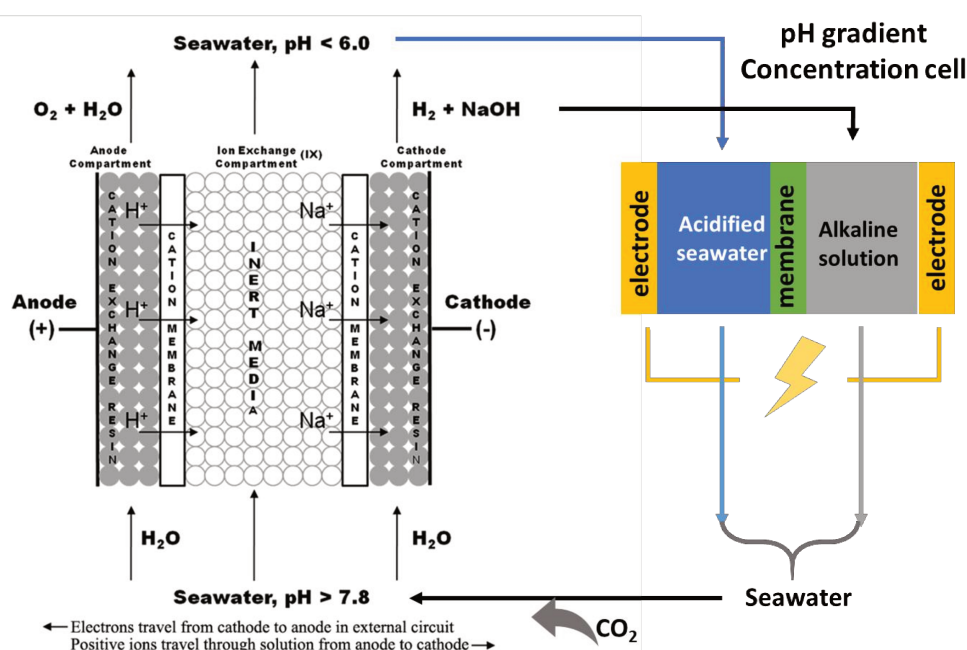 Seawater, pH < 6.0
pH gradient
Concentration cell
O₂ + H₂O
H₂ + NaOH
Anode
Compartment
Ion Exchange
Compartment (IX)
Cathode
Compartment
CATION EXCHANGE RESIN
H⁺
H⁺
H⁺
CATION MEMBRANE
INERT MEDIA
Na⁺
Na⁺
Na⁺
CATION MEMBRANE
CATION EXCHANGE RESIN
Anode
(+)
Cathode
(-)
electrode
Acidified
seawater
membrane
Alkaline
solution
electrode
H₂O
H₂O
Seawater, pH > 7.8
Seawater
CO₂
Electrons travel from cathode to anode in external circuit
Positive ions travel through solution from anode to cathode